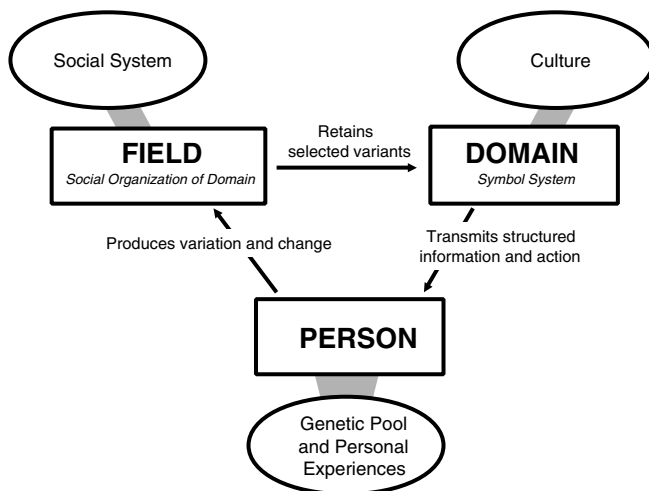 Social System
Culture
FIELD
Social Organization of Domain
Retains
selected variants
DOMAIN
Symbol System
Produces variation and change
Transmits structured
information and action
PERSON
Genetic Pool
and Personal
Experiences